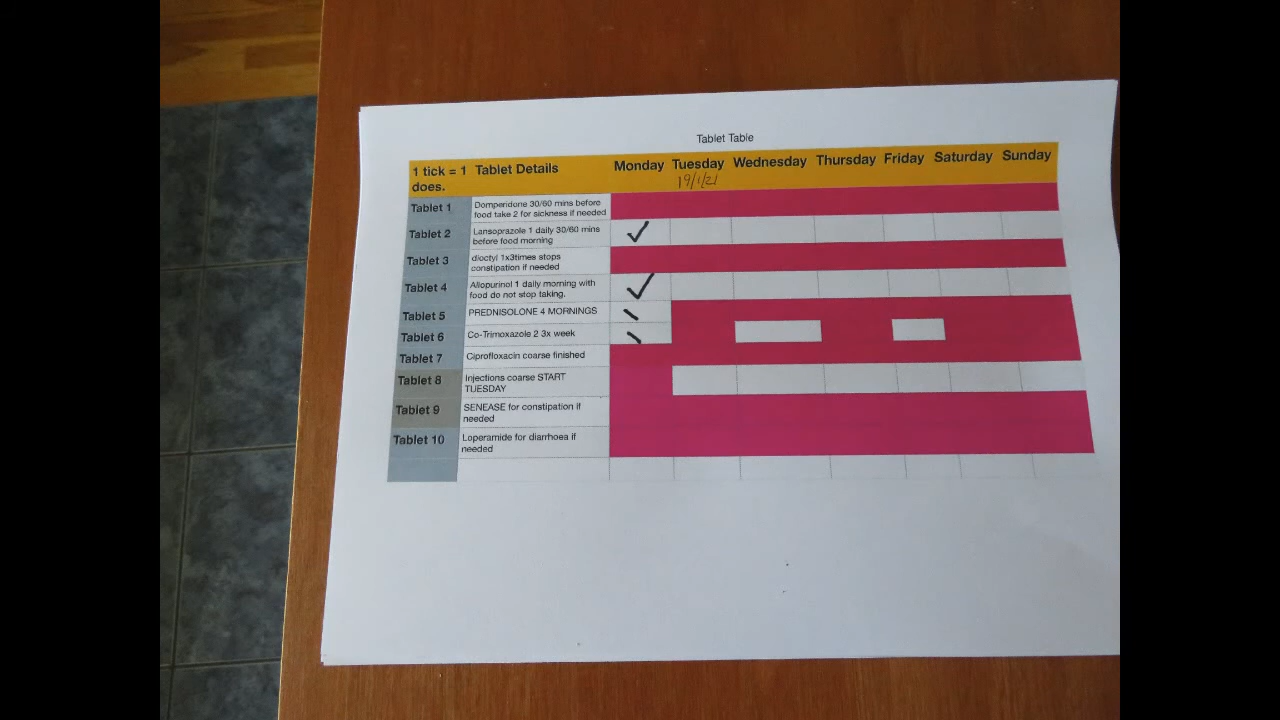 Tablet Table
1 tick = 1 does. Tablet Details Monday Tuesday Wednesday Thursday Friday Saturday Sunday
19/1/21
Tablet 1 Domperidone 30/60 mins before
food take 2 for sickness if needed
Tablet 2 Lansoprazole 1 daily 30/60 mins
before food morning
Tablet 3 dioctyl 1x3times stops
constipation if needed
Tablet 4 Allopurinol 1 daily morning with
food do not stop taking.
Tablet 5 PREDNISOLONE 4 MORNINGS
Tablet 6 Co-Trimoxazole 2 3x week
Tablet 7 Ciprofloxacin coarse finished
Tablet 8 Injections coarse START
TUESDAY
Tablet 9 SENEASE for constipation if
needed
Tablet 10 Loperamide for diarrhoea if
needed